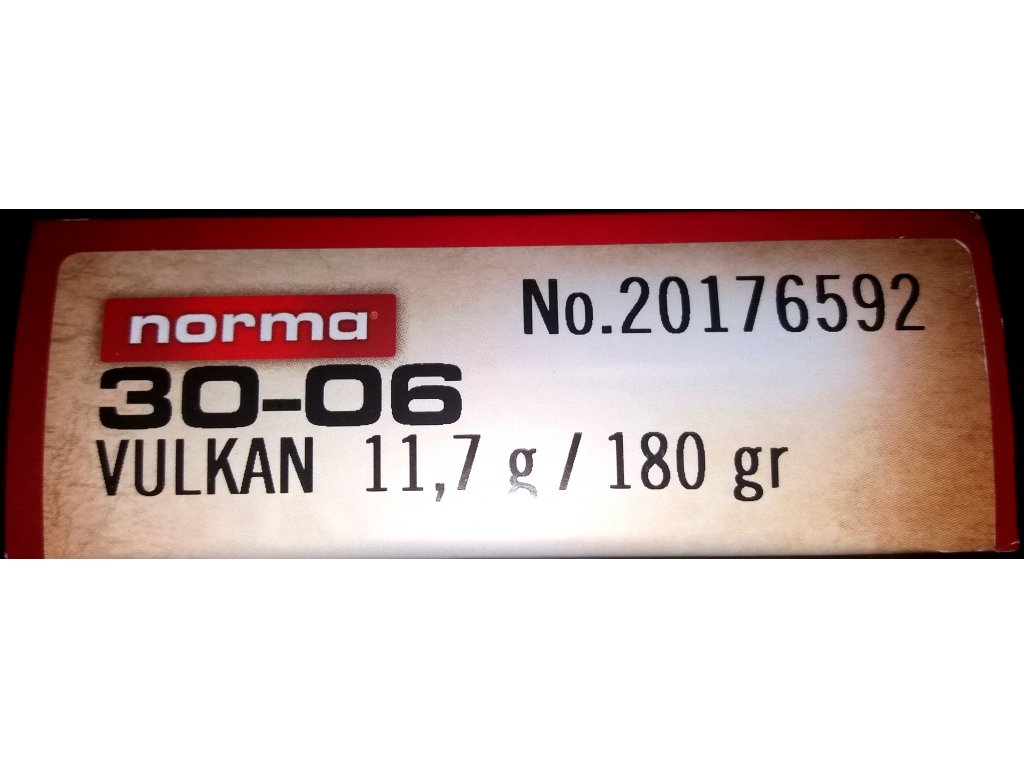 norma®
No.20176592
30-06
VULKAN 11,7 g / 180 gr